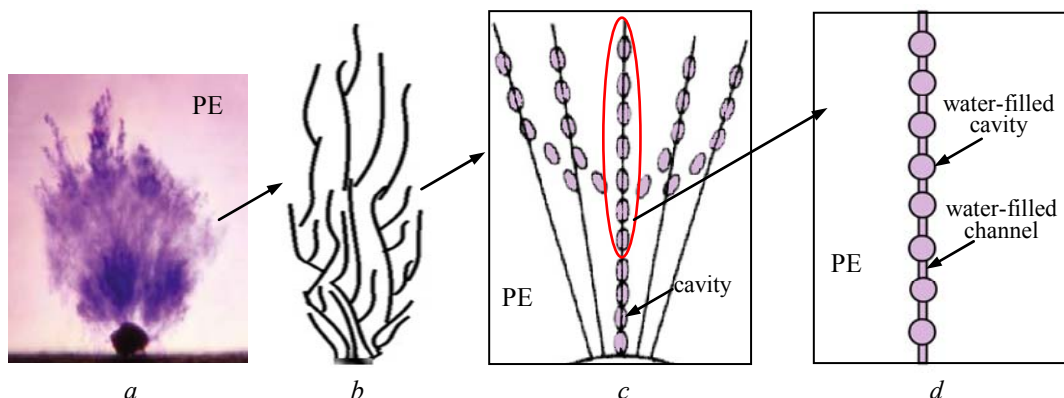 PE
a
b
PE
cavity
c
water-filled
cavity
water-filled
channel
PE
d